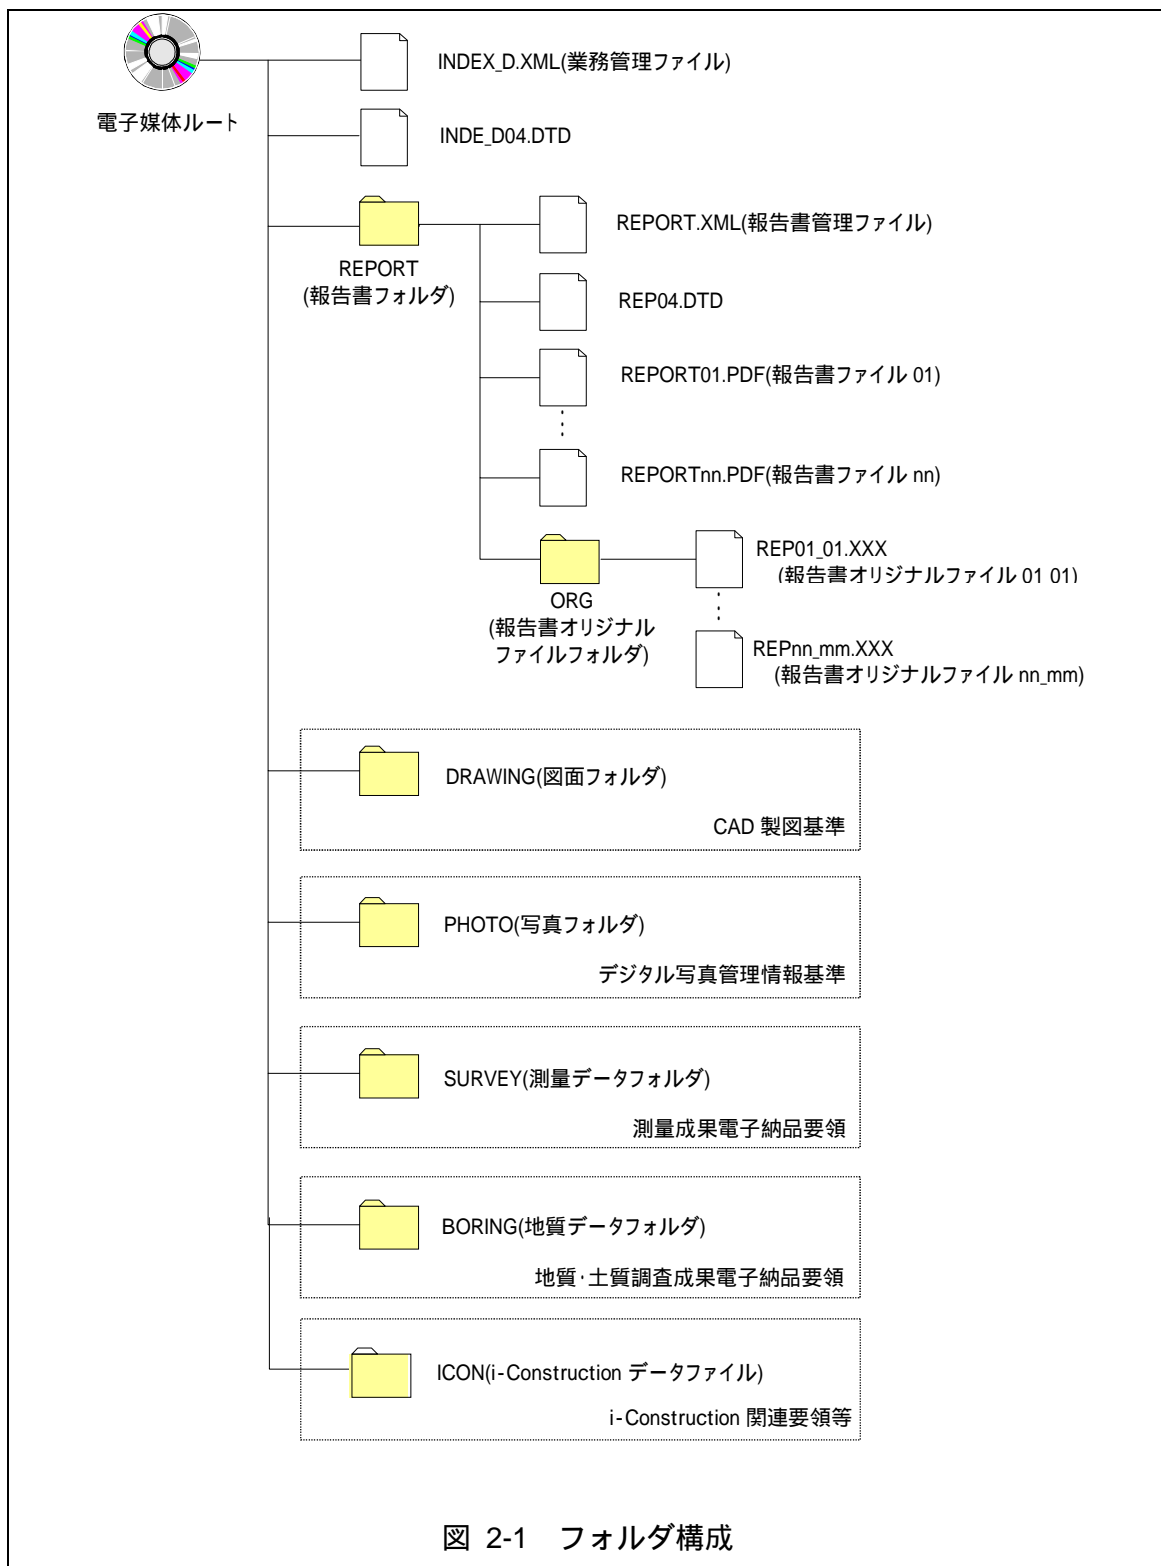 電子媒体ルート
INDEX_D.XML(業務管理ファイル)
INDE_D04.DTD
REPORT
(報告書フォルダ)
REPORT.XML(報告書管理ファイル)
REP04.DTD
REPORT01.PDF(報告書ファイル 01)
REPORTnn.PDF(報告書ファイル nn)
ORG
(報告書オリジナル
ファイルフォルダ)
REP01_01.XXX
(報告書オリジナルファイル 01 01)
REPnn_mm.XXX
(報告書オリジナルファイル nn_mm)
DRAWING(図面フォルダ)
CAD 製図基準
PHOTO(写真フォルダ)
デジタル写真管理情報基準
SURVEY(測量データフォルダ)
測量成果電子納品要領
BORING(地質データフォルダ)
地質・土質調査成果電子納品要領
ICON(i-Construction データファイル)
i-Construction 関連要領等
図 2-1 フォルダ構成